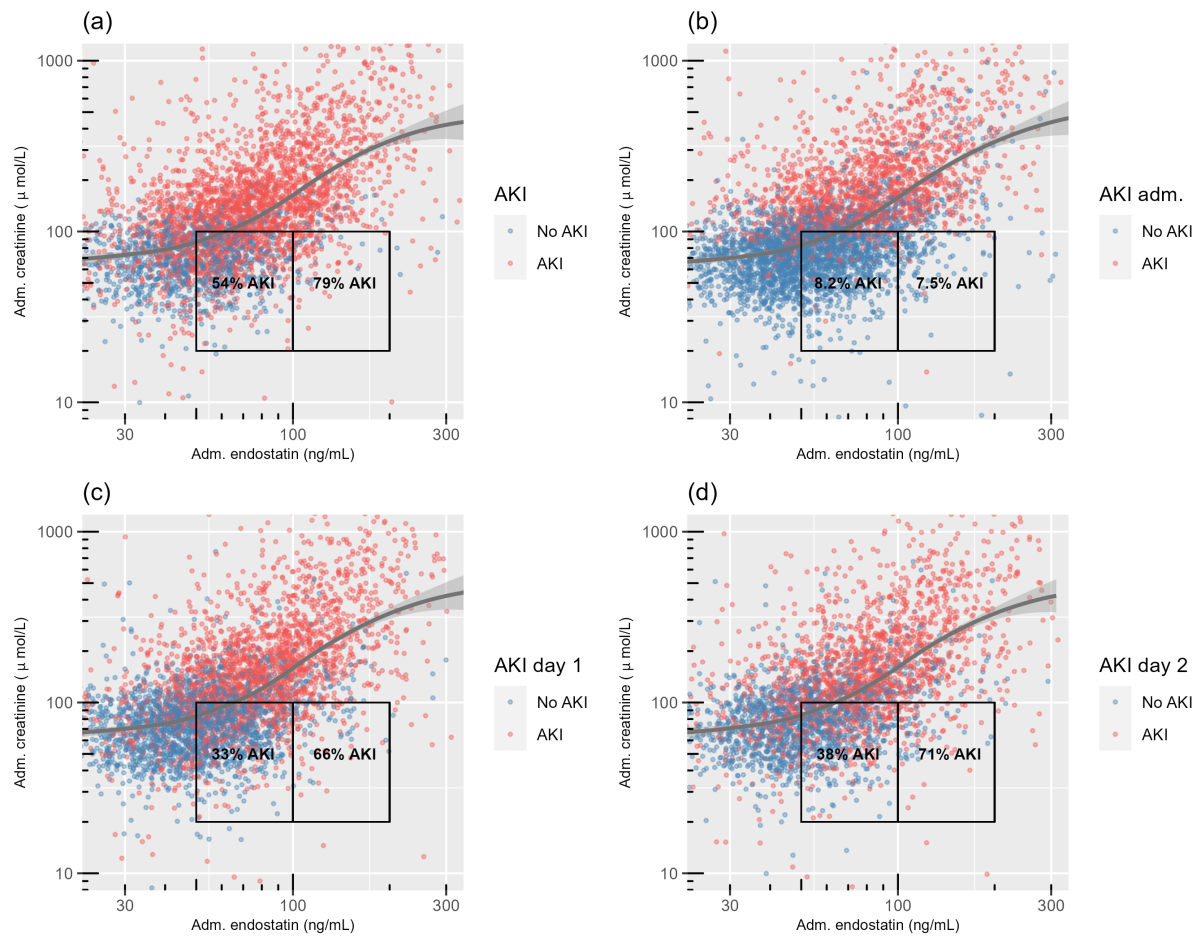 (a)
1000
100
10
Adm. creatinine ( μ mol/L)
54% AKI
79% AKI
30
100
300
Adm. endostatin (ng/mL)
AKI
No AKI
AKI
(b)
1000
100
10
Adm. creatinine ( μ mol/L)
8.2% AKI
7.5% AKI
30
100
300
Adm. endostatin (ng/mL)
AKI adm.
No AKI
AKI
(c)
1000
100
10
Adm. creatinine ( μ mol/L)
33% AKI
66% AKI
30
100
300
Adm. endostatin (ng/mL)
AKI day 1
No AKI
AKI
(d)
1000
100
10
Adm. creatinine ( μ mol/L)
38% AKI
71% AKI
30
100
300
Adm. endostatin (ng/mL)
AKI day 2
No AKI
AKI